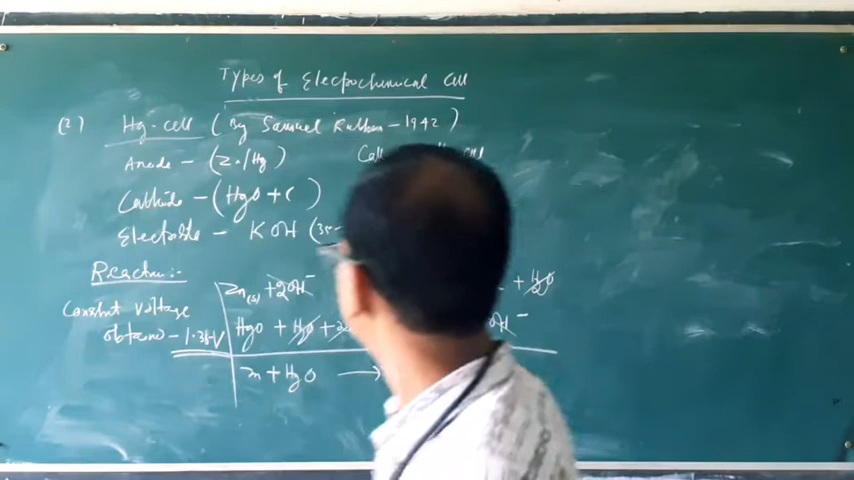 Types of Electrochemical Cell
(2) Hg-cell (By Samuel Ruben - 1942)
Anode - (Zn/Hg)
Cathode - (HgO + C)
Electrolyte - KOH (
Reaction:-
Zn(s) + 2OH⁻ + H2O
Constant voltage
HgO + H2O + OH⁻
obtained - 1.35V
Zn + HgO →